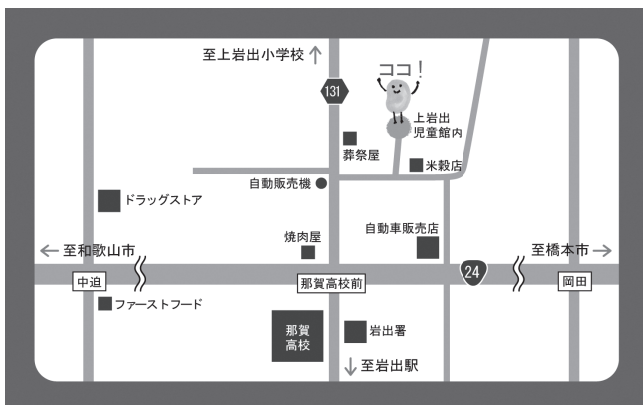 至上岩出小学校
ココ!
131
上岩出
児童館内
葬祭屋
米穀店
自動販売機
ドラッグストア
自動車販売店
焼肉屋
至和歌山市
至橋本市
24
中迫
那賀高校前
岡田
ファーストフード
那賀
高校
岩出署
至岩出駅